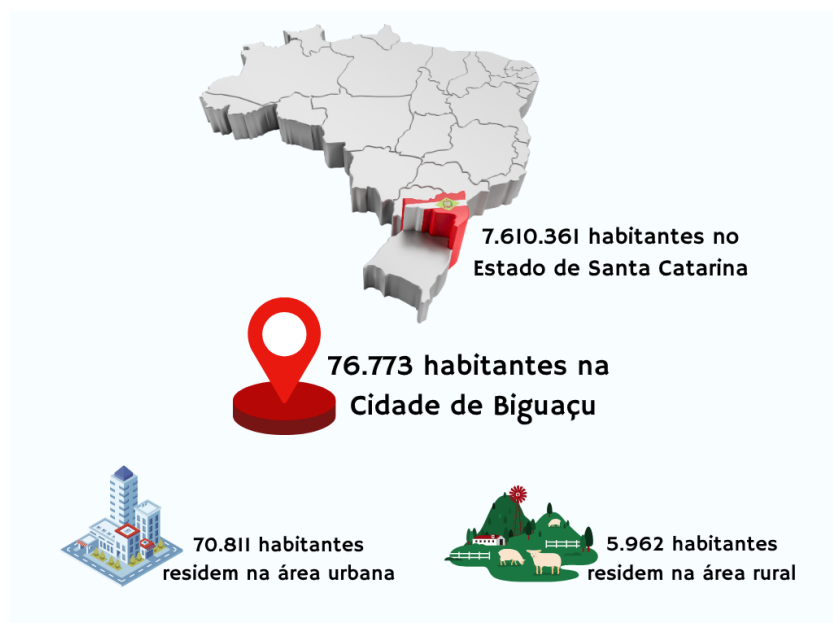 7.610.361 habitantes no
Estado de Santa Catarina
76.773 habitantes na
Cidade de Biguaçu
70.811 habitantes
residem na área urbana
5.962 habitantes
residem na área rural